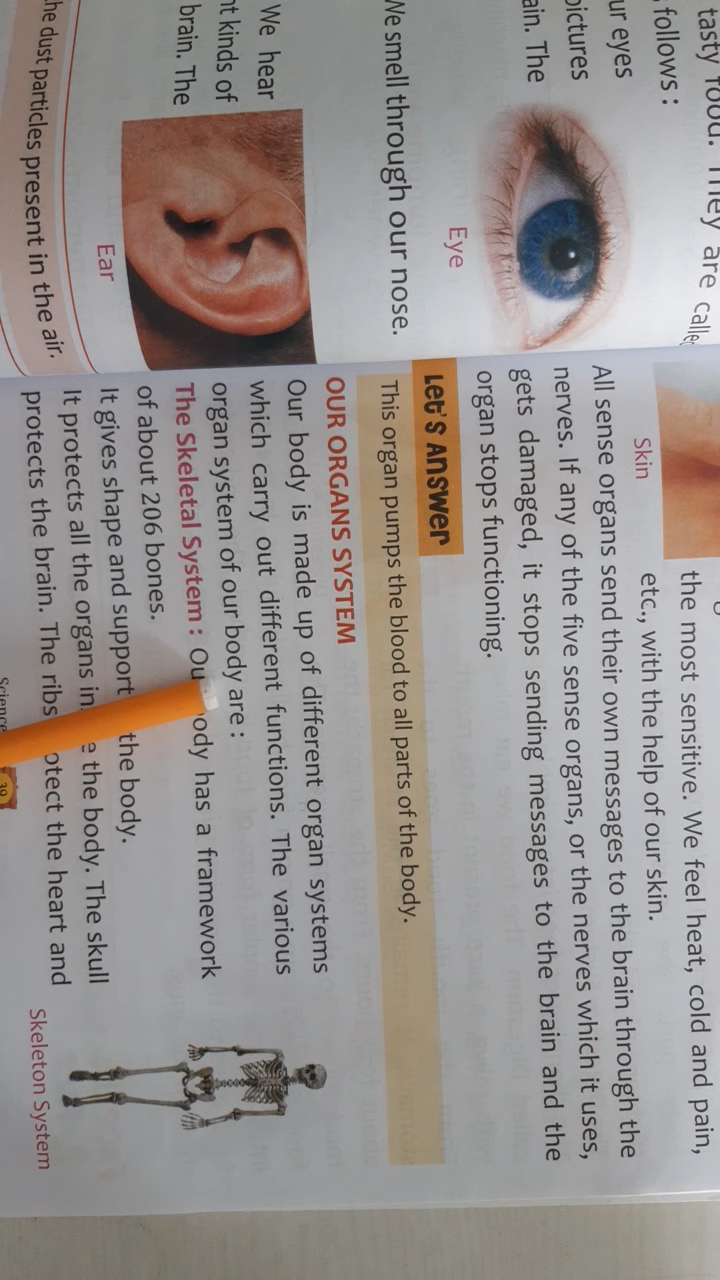 tasty food. They are
follows :
ur eyes
pictures
ain. The
Eye
We smell through our nose.
We hear
nt kinds of
brain. The
Ear
he dust particles present in the air.
the most sensitive. We feel heat, cold and pain,
etc., with the help of our skin.
Skin
All sense organs send their own messages to the brain through the
nerves. If any of the five sense organs, or the nerves which it uses,
gets damaged, it stops sending messages to the brain and the
organ stops functioning.
Let's Answer
This organ pumps the blood to all parts of the body.
OUR ORGANS SYSTEM
Our body is made up of different organ systems
which carry out different functions. The various
organ system of our body are :
The Skeletal System : Ou ody has a framework
of about 206 bones.
It gives shape and support the body.
It protects all the organs in e the body. The skull
protects the brain. The ribs otect the heart and
Skeleton System
Science
39